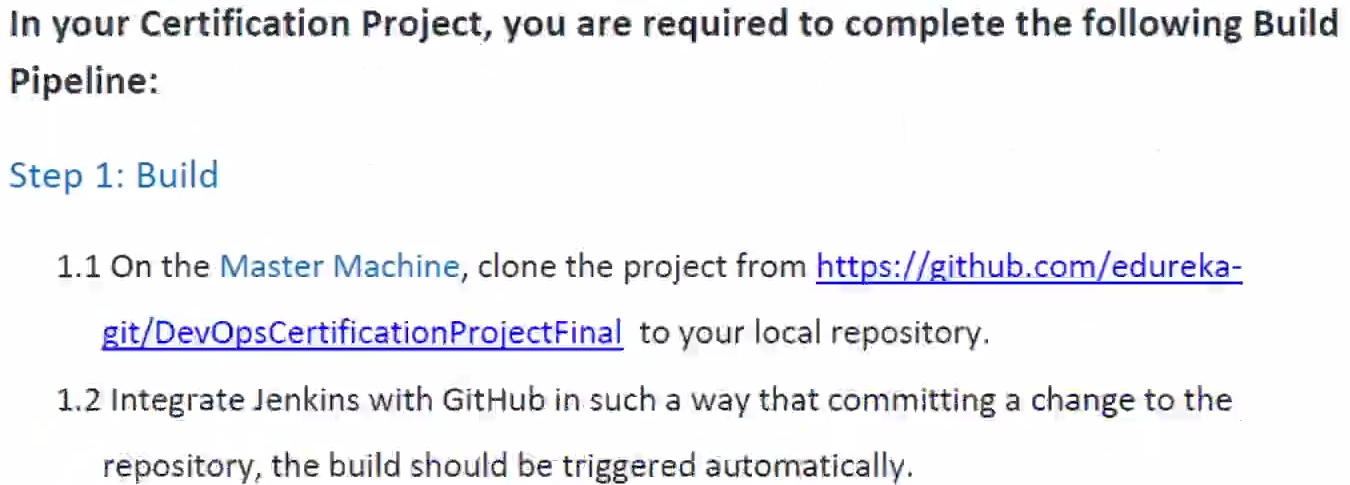 In your Certification Project, you are required to complete the following Build
Pipeline:
Step 1: Build
1.1 On the Master Machine, clone the project from https://github.com/edureka-
git/DevOpsCertificationProjectFinal to your local repository.
1.2 Integrate Jenkins with GitHub in such a way that committing a change to the
repository, the build should be triggered automatically.